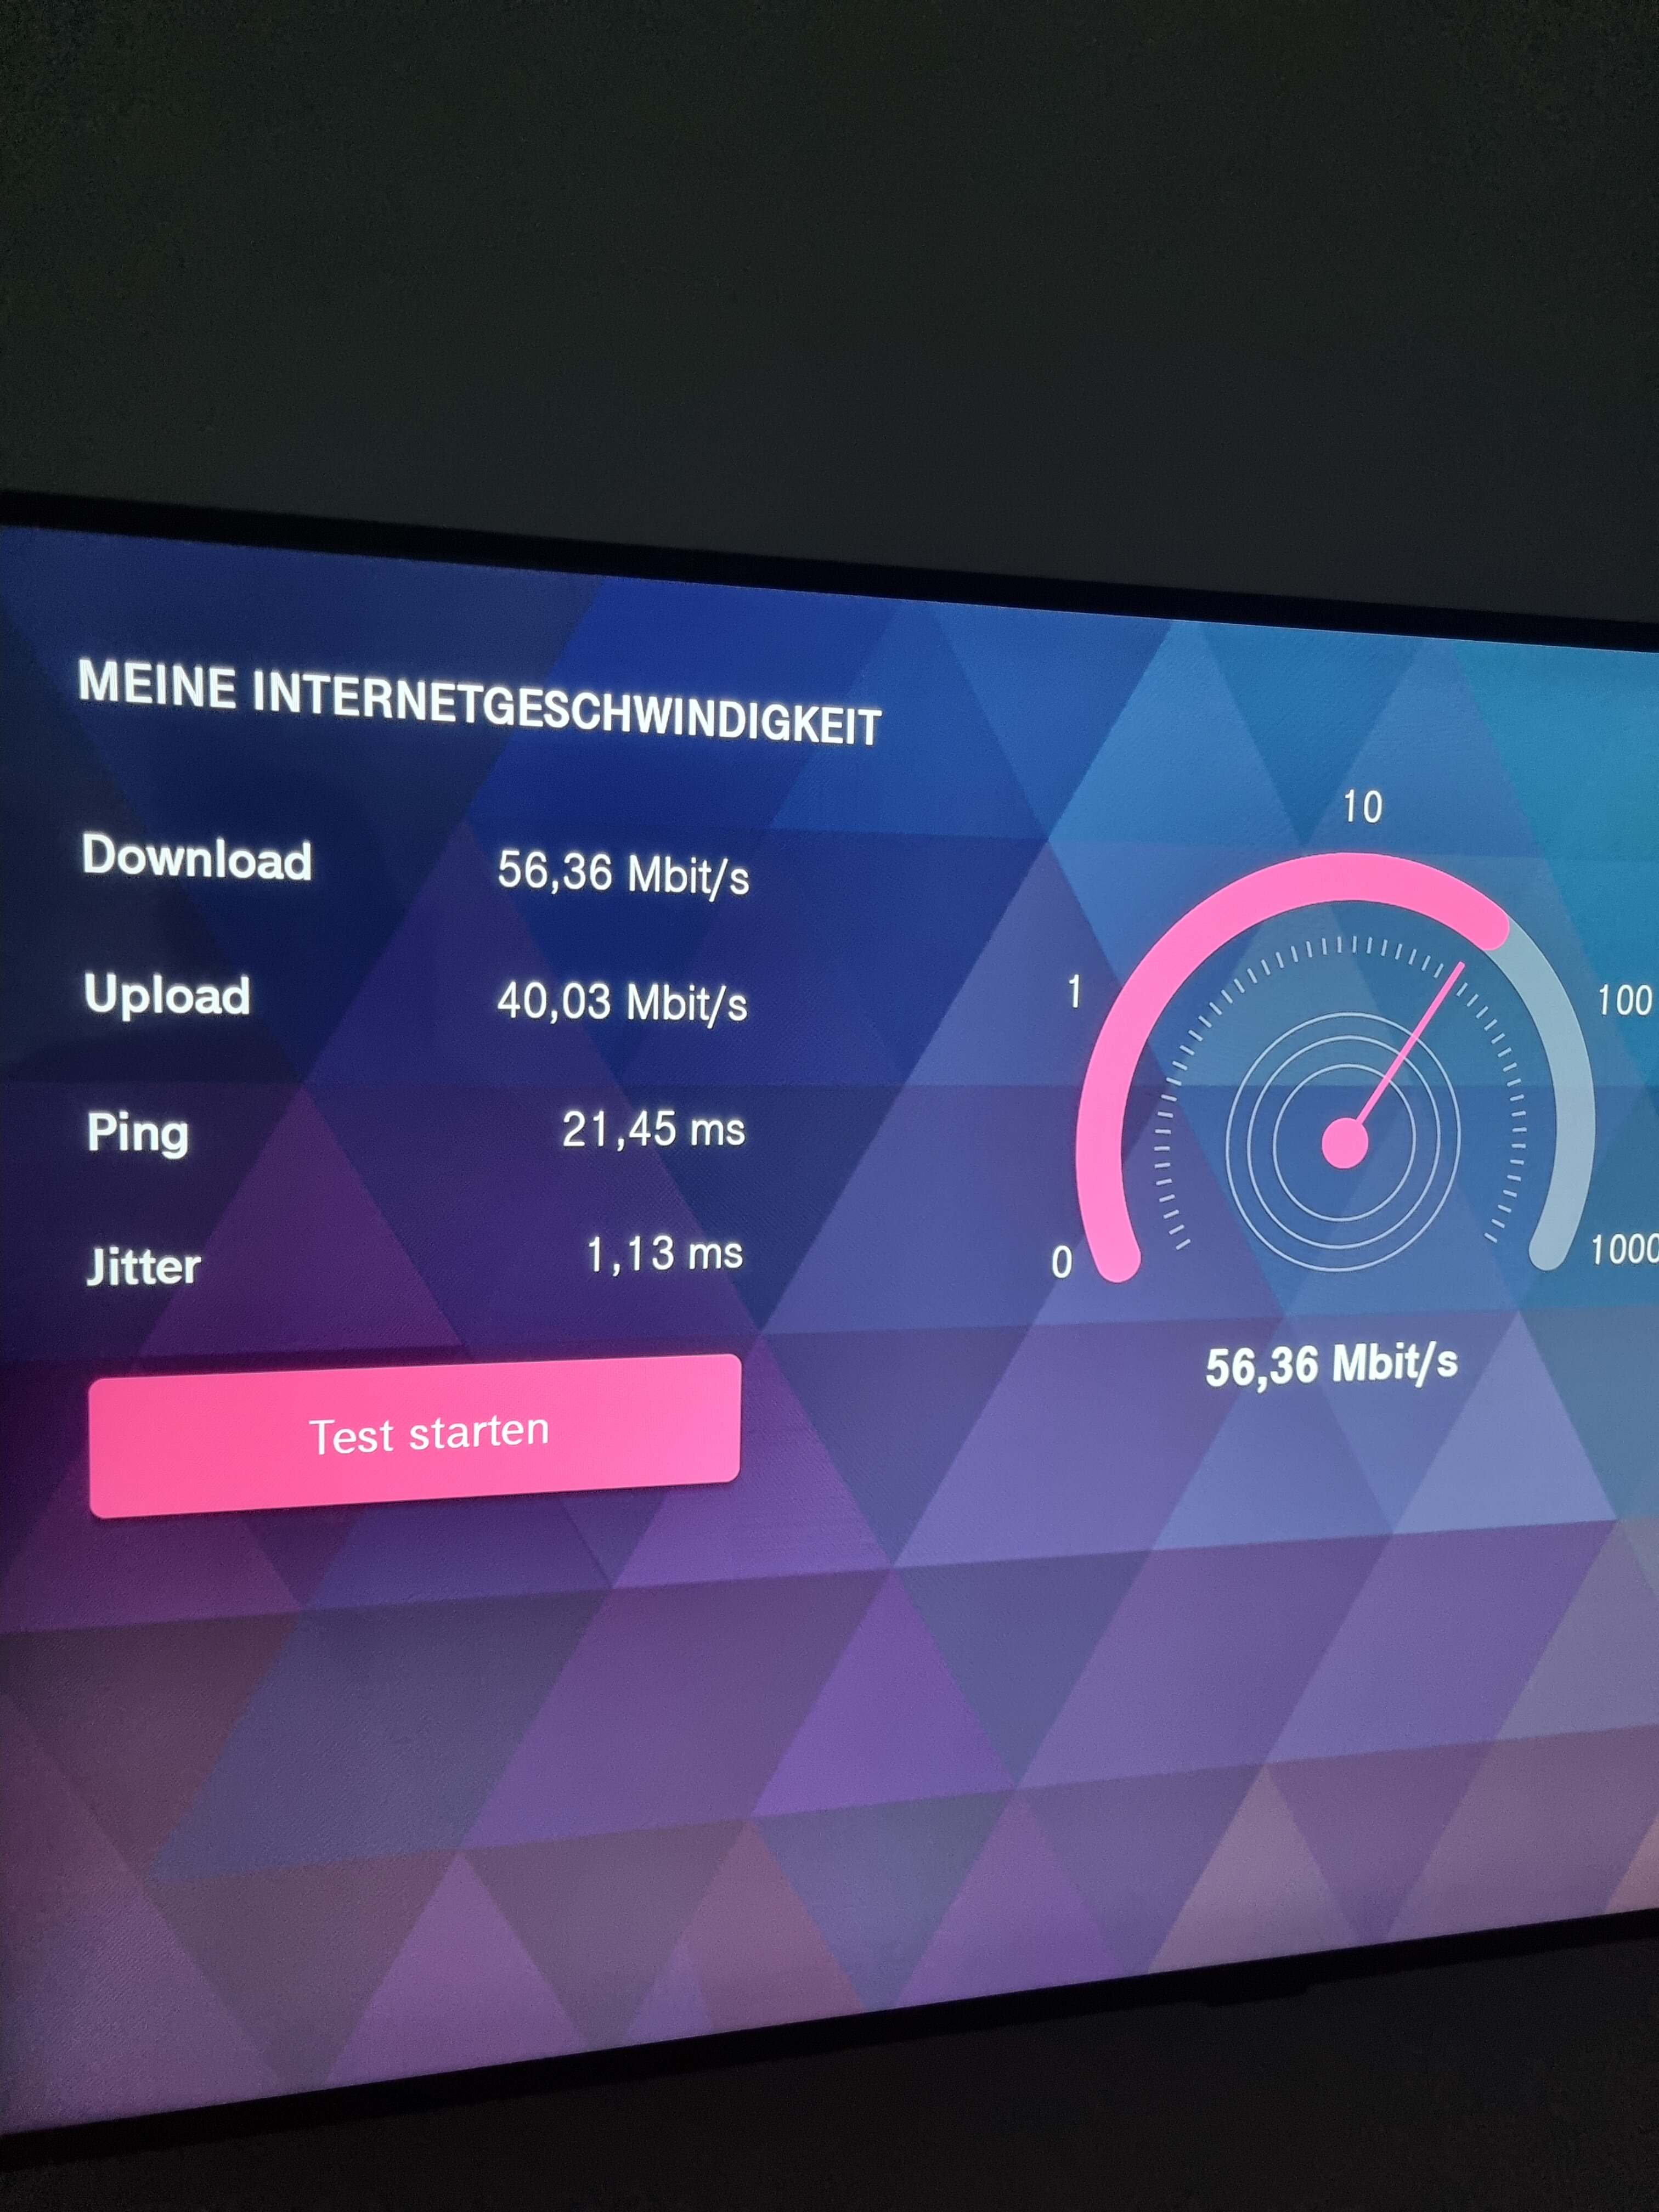 MEINE INTERNETGESCHWINDIGKEIT
Download 56,36 Mbit/s
Upload 40,03 Mbit/s
Ping 21,45 ms
Jitter 1,13 ms
Test starten
10
1
100
0
1000
56,36 Mbit/s